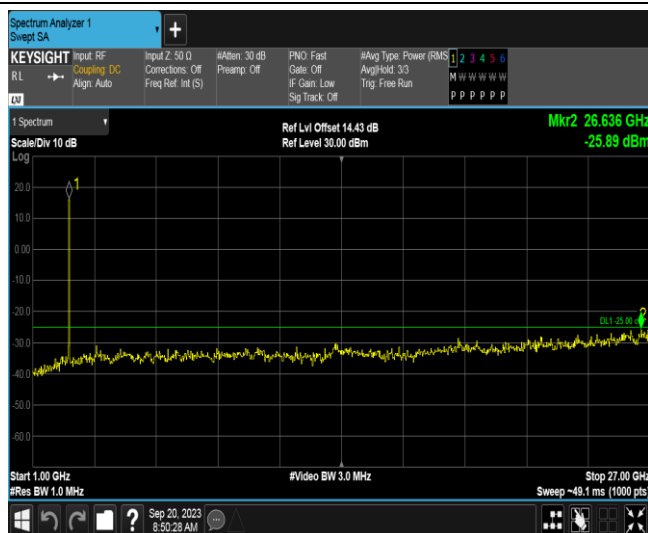 Spectrum Analyzer 1
Swept SA
+
KEYSIGHT Input: RF Input Z: 50 Ω #Atten: 30 dB PNO: Fast #Avg Type: Power (RMS 1 2 3 4 5 6
RL Coupling: DC Corrections: Off Preamp: Off Gate: Off Avg|Hold: 3/3 M W W W W W
Align: Auto Freq Ref: Int (S) IF Gain: Low Trig: Free Run
Sig Track: Off P P P P P P
LXI
1 Spectrum Ref Lvl Offset 14.43 dB Mkr2 26.636 GHz
Scale/Div 10 dB Ref Level 30.00 dBm -25.89 dBm
Log
1
20.0
10.0
0.00
-10.0
-20.0
DL1 -25.00
-30.0
-40.0
-50.0
-60.0
Start 1.00 GHz #Video BW 3.0 MHz Stop 27.00 GHz
#Res BW 1.0 MHz Sweep ~49.1 ms (1000 pts)
? Sep 20, 2023
8:50:28 AM